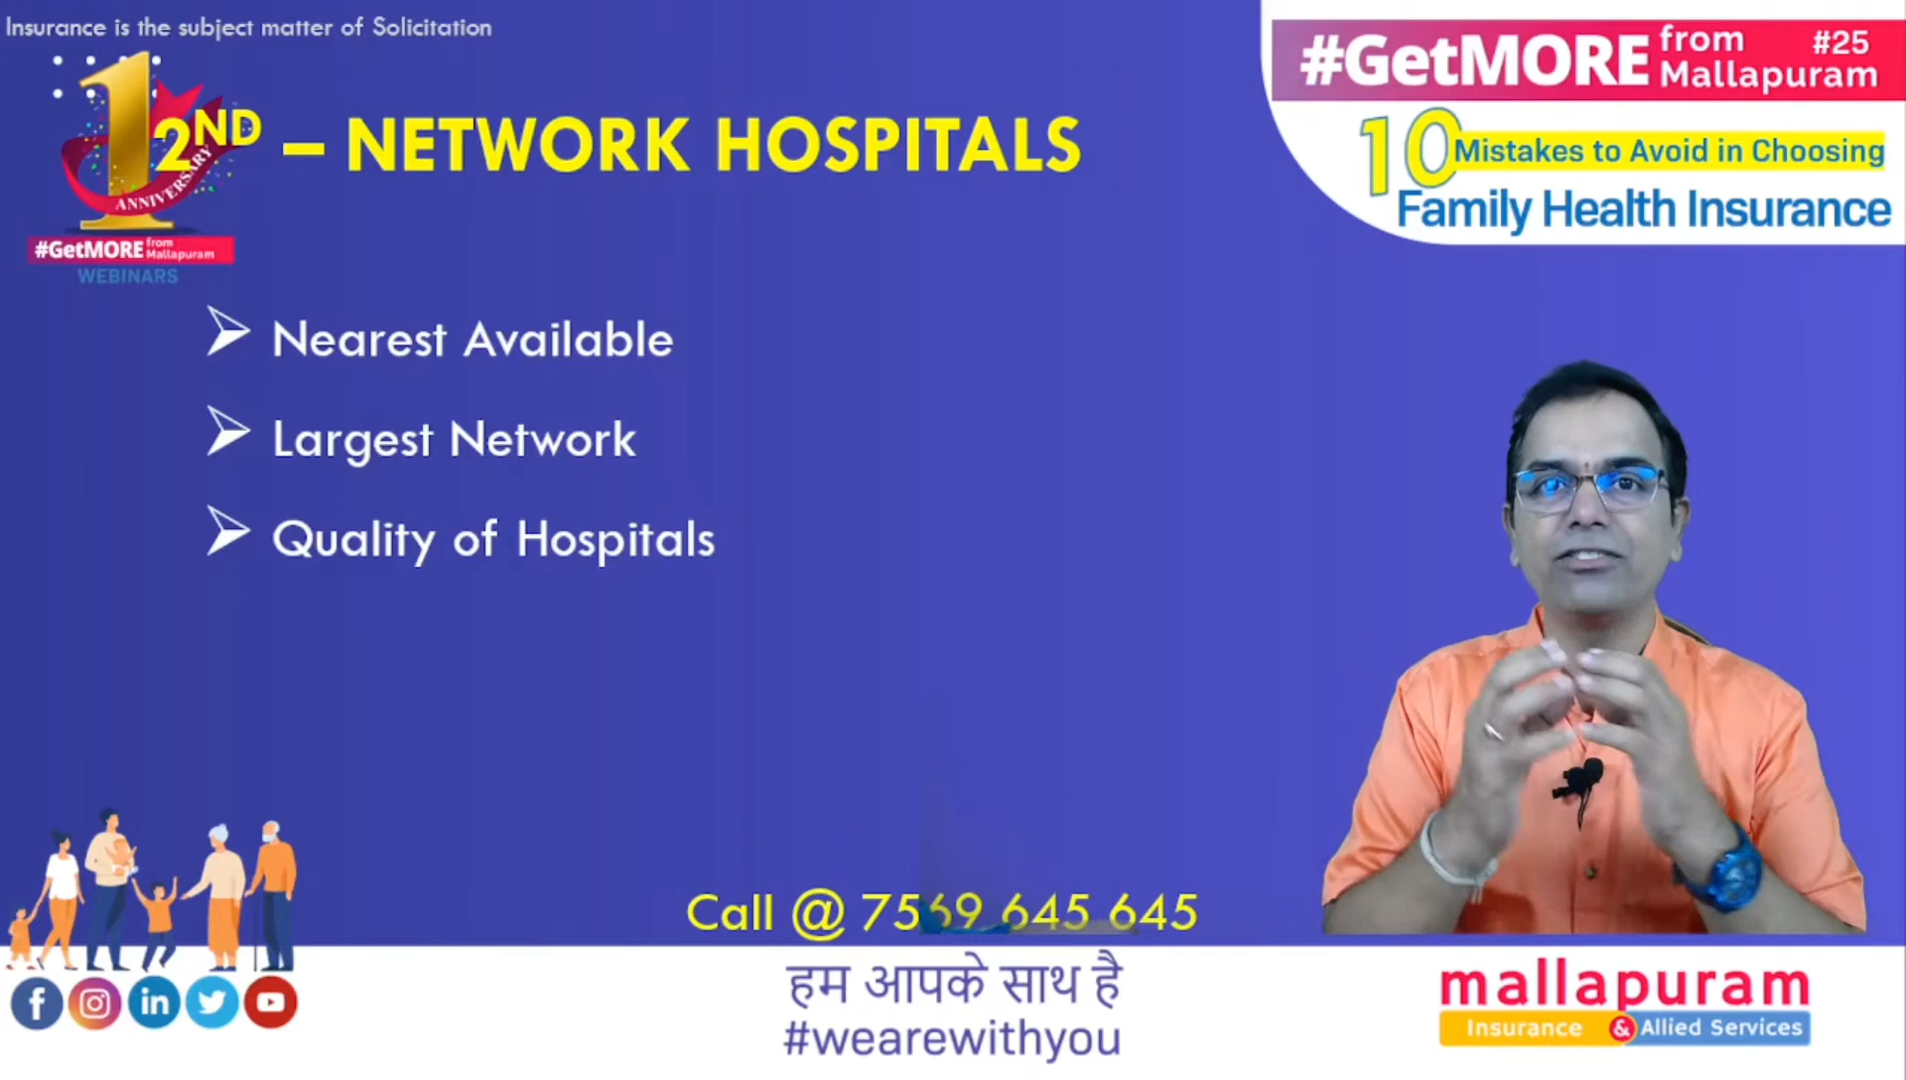 Insurance is the subject matter of Solicitation
#GetMORE from Mallapuram #25
10 Mistakes to Avoid in Choosing
Family Health Insurance
1
ANNIVERSARY
#GetMORE from Mallapuram
WEBINARS
2ND – NETWORK HOSPITALS
Nearest Available
Largest Network
Quality of Hospitals
Call @ 7569 645 645
हम आपके साथ है
#wearewithyou
mallapuram
Insurance & Allied Services